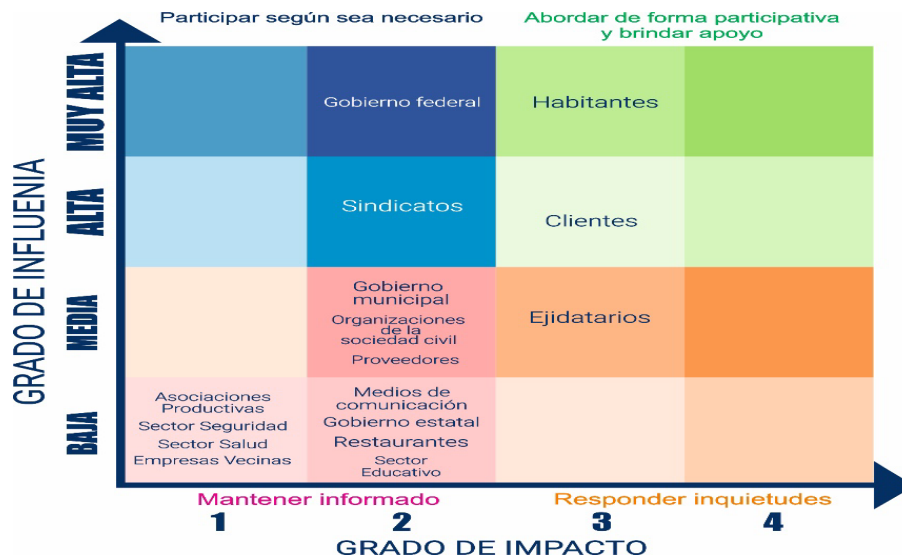 Participar según sea necesario
Abordar de forma participativa
y brindar apoyo
GRADO DE INFLUENIA
MUY ALTA
Gobierno federal
Habitantes
ALTA
Sindicatos
Clientes
MEDIA
Gobierno
municipal
Organizaciones
de la
sociedad civil
Proveedores
Ejidatarios
BAJA
Asociaciones
Productivas
Sector Seguridad
Sector Salud
Empresas Vecinas
Medios de
comunicación
Gobierno estatal
Restaurantes
Sector
Educativo
Mantener informado
Responder inquietudes
1
2
3
4
GRADO DE IMPACTO